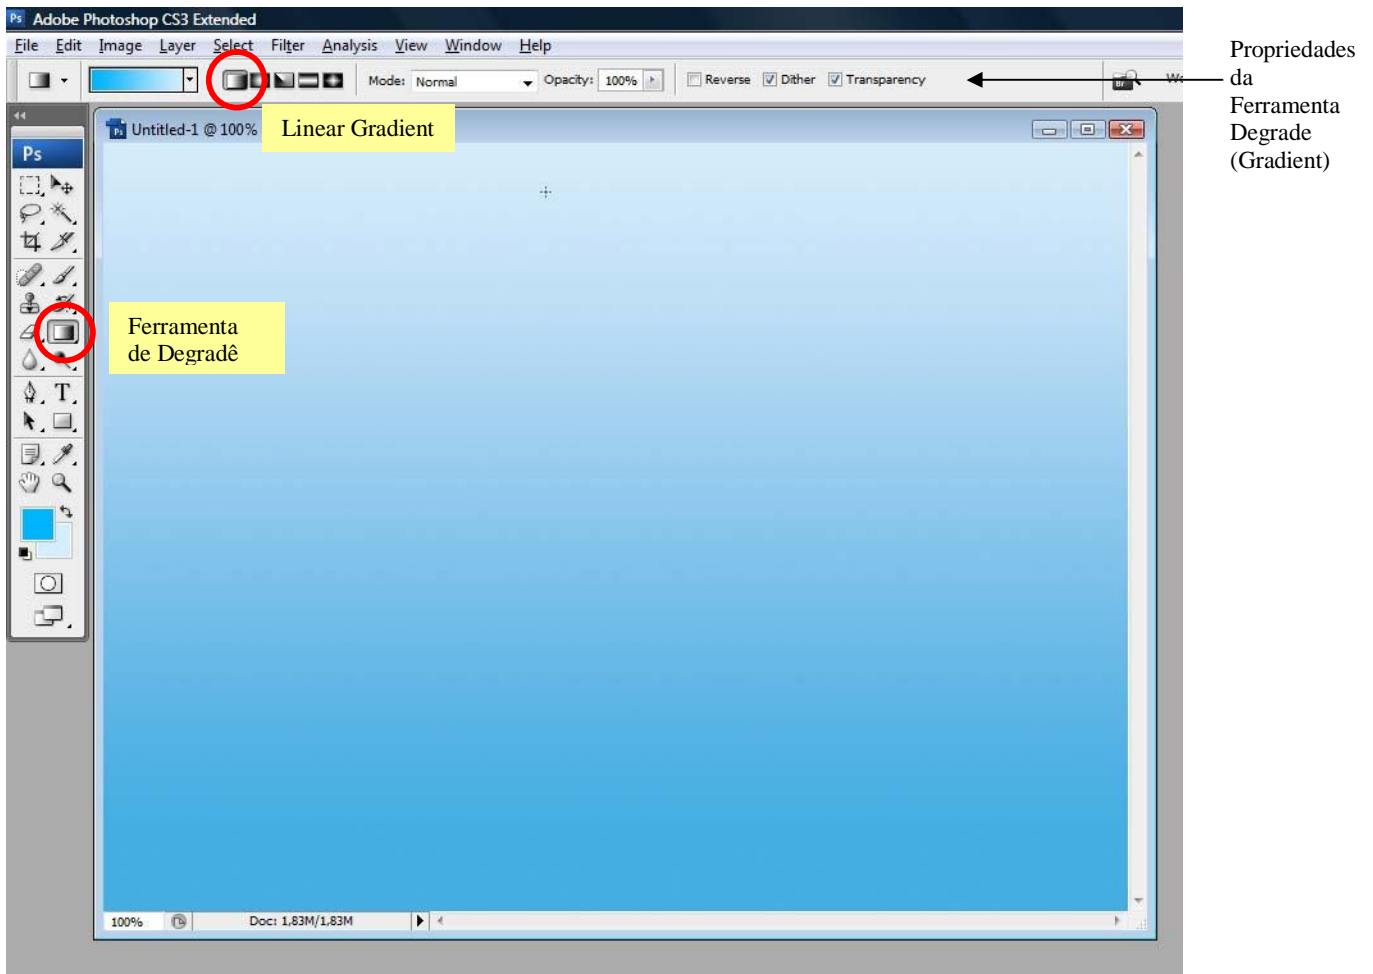 Ps Adobe Photoshop CS3 Extended
File Edit Image Layer Select Filter Analysis View Window Help
Mode: Normal Opacity: 100% Reverse Dither Transparency
Propriedades
da
Ferramenta
Degrade
(Gradient)
Ps Untitled-1 @ 100%
Linear Gradient
Ps
Ferramenta
de Degradê
T
100% Doc: 1,83M/1,83M